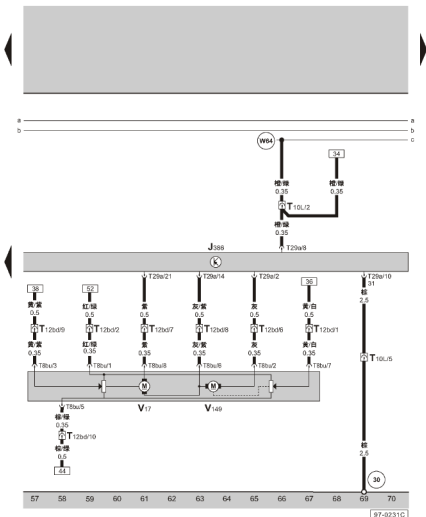 a a
b b
c
W64
34
橙/绿 橙/绿
0.35 0.35
T10L/2
橙/绿
0.35
J386 T29a/8
K
T29a/21 T29a/14 T29a/2 T29a/10
38 52 36 31
黄/紫 红/绿 紫 灰/紫 灰 黄/白 棕
0.5 0.5 0.5 0.5 0.5 0.5 2.5
T12bd/9 T12bd/2 T12bd/7 T12bd/8 T12bd/6 T12bd/1
黄/紫 红/绿 紫 灰/紫 灰 黄/白
0.35 0.35 0.35 0.35 0.35 0.35
T10L/5
T8bu/3 T8bu/1 T8bu/8 T8bu/6 T8bu/2 T8bu/7
M M
T8bu/5 V17 V149
棕/绿
0.35
T12bd/10
棕/绿 棕
0.5 2.5
44
30
57 58 59 60 61 62 63 64 65 66 67 68 69 70
97-0231C